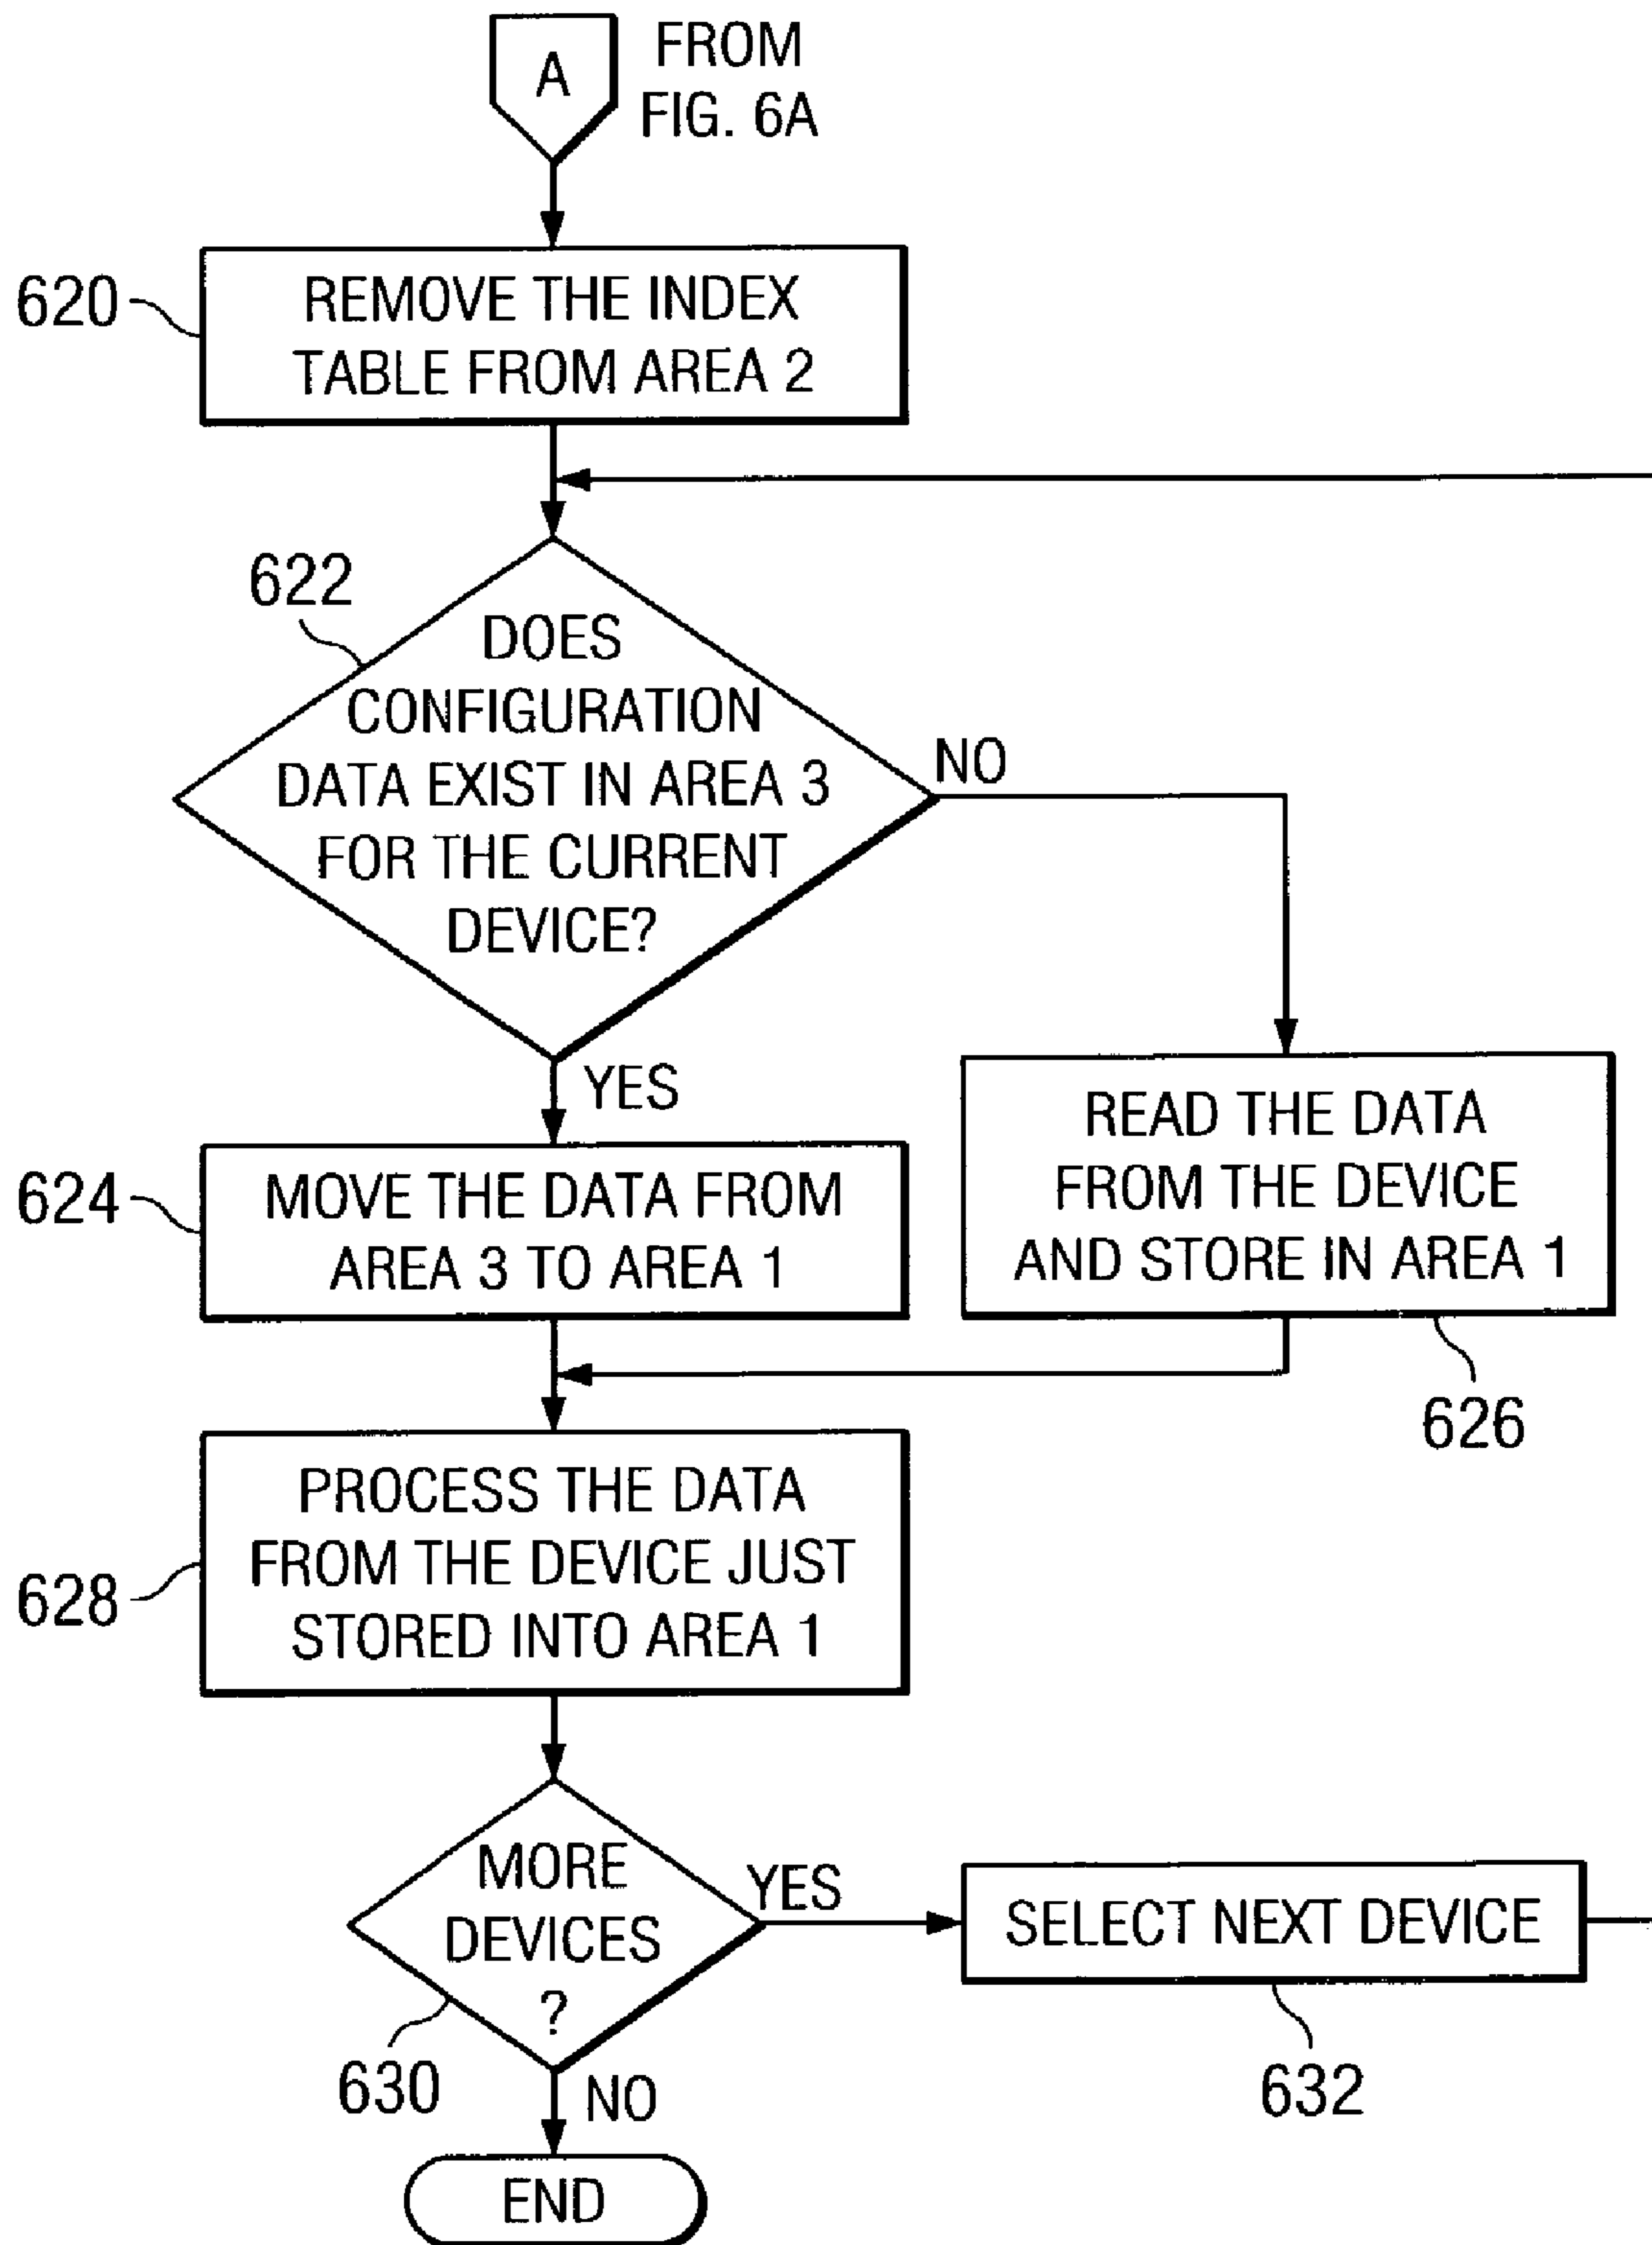 A
FROM
FIG. 6A
620
REMOVE THE INDEX
TABLE FROM AREA 2
622
DOES
CONFIGURATION
DATA EXIST IN AREA 3
FOR THE CURRENT
DEVICE?
NO
YES
624
MOVE THE DATA FROM
AREA 3 TO AREA 1
READ THE DATA
FROM THE DEVICE
AND STORE IN AREA 1
626
628
PROCESS THE DATA
FROM THE DEVICE JUST
STORED INTO AREA 1
MORE
DEVICES
?
YES
630
NO
SELECT NEXT DEVICE
632
END